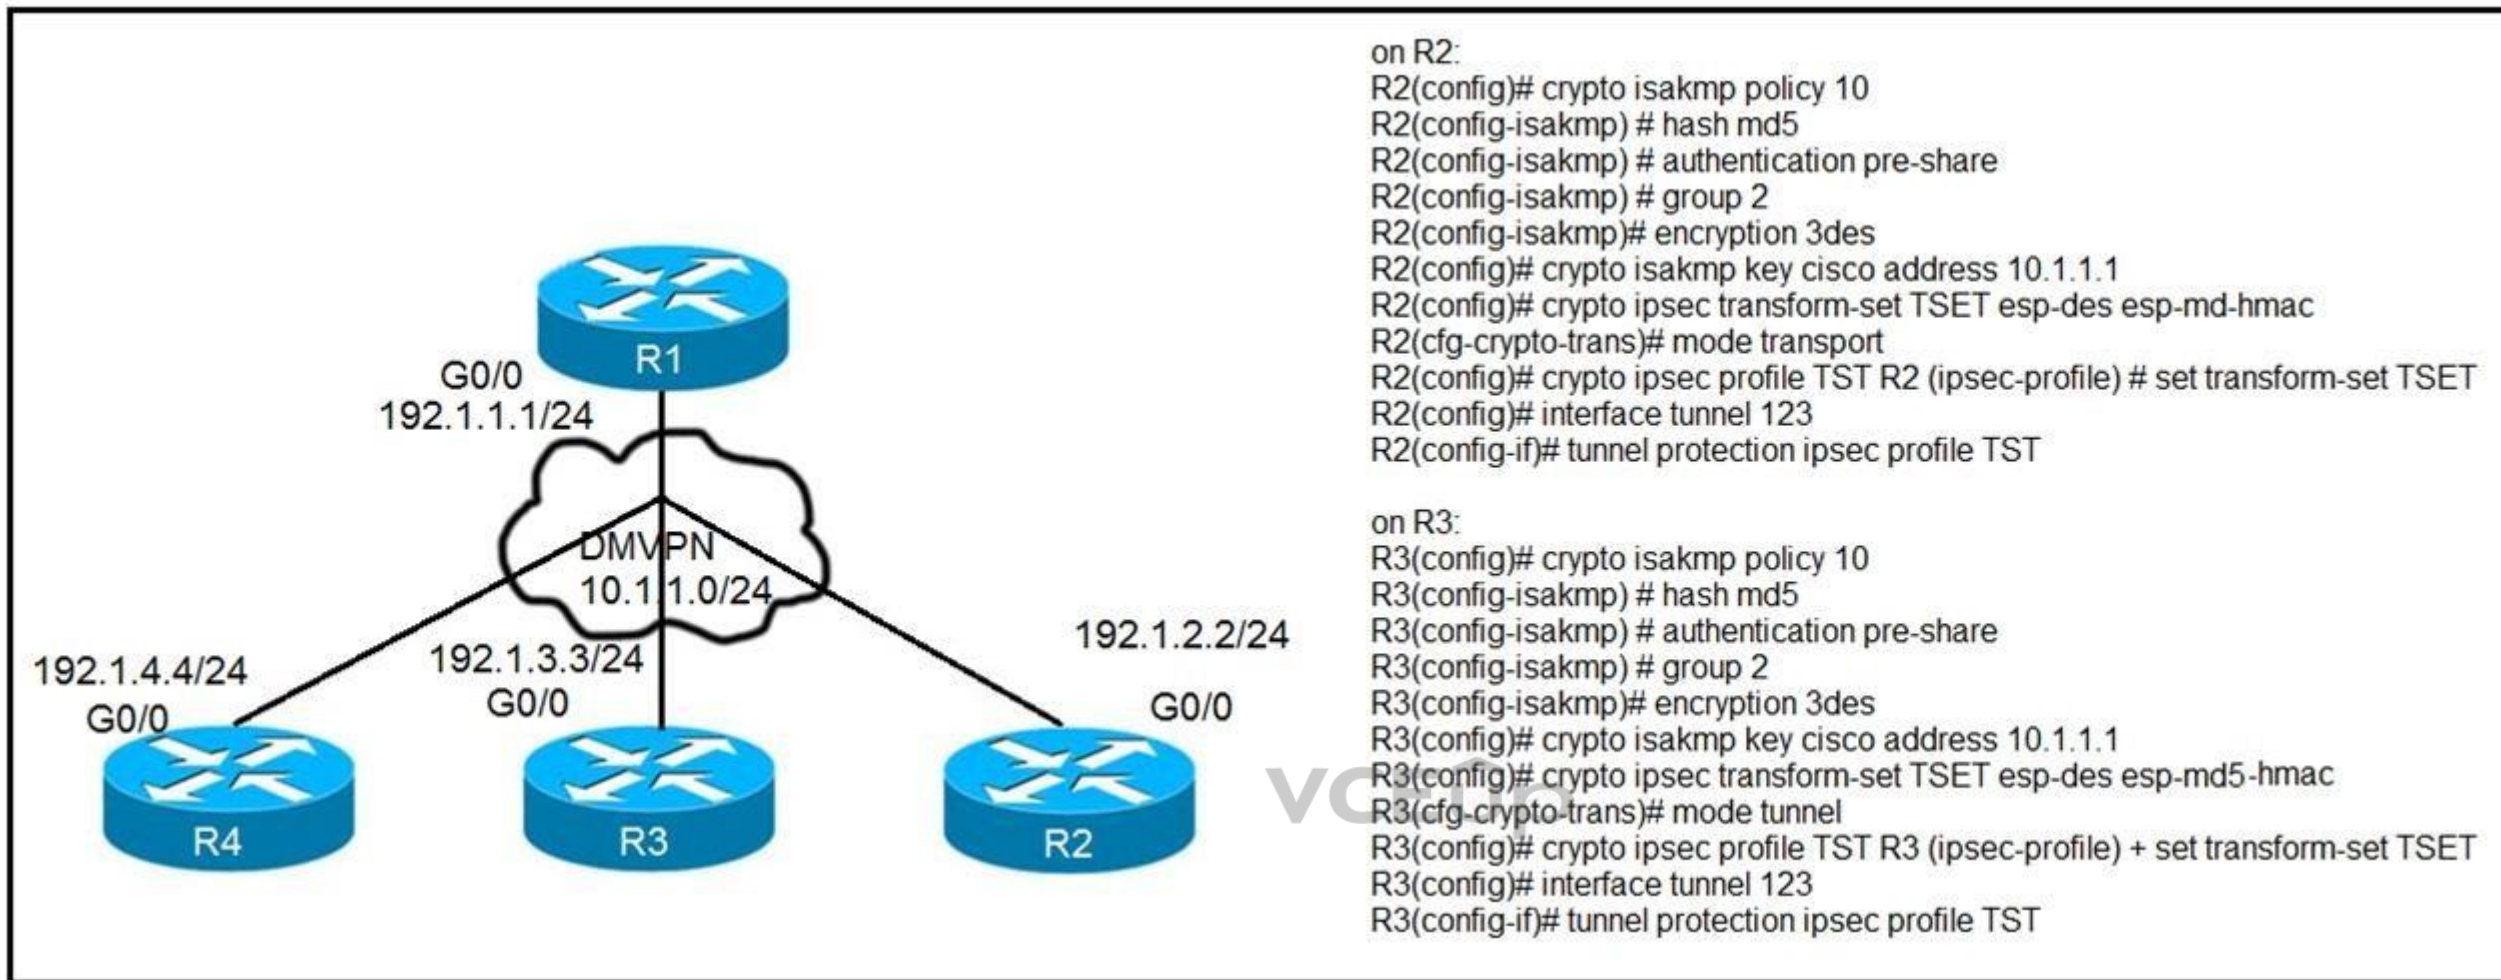 R1
G0/0
192.1.1.1/24
DMVPN
10.1.1.0/24
192.1.4.4/24
G0/0
R4
192.1.3.3/24
G0/0
R3
192.1.2.2/24
G0/0
R2
on R2:
R2(config)# crypto isakmp policy 10
R2(config-isakmp) # hash md5
R2(config-isakmp) # authentication pre-share
R2(config-isakmp) # group 2
R2(config-isakmp)# encryption 3des
R2(config)# crypto isakmp key cisco address 10.1.1.1
R2(config)# crypto ipsec transform-set TSET esp-des esp-md-hmac
R2(cfg-crypto-trans)# mode transport
R2(config)# crypto ipsec profile TST R2 (ipsec-profile) # set transform-set TSET
R2(config)# interface tunnel 123
R2(config-if)# tunnel protection ipsec profile TST
on R3:
R3(config)# crypto isakmp policy 10
R3(config-isakmp) # hash md5
R3(config-isakmp) # authentication pre-share
R3(config-isakmp) # group 2
R3(config-isakmp)# encryption 3des
R3(config)# crypto isakmp key cisco address 10.1.1.1
R3(config)# crypto ipsec transform-set TSET esp-des esp-md5-hmac
R3(cfg-crypto-trans)# mode tunnel
R3(config)# crypto ipsec profile TST R3 (ipsec-profile) + set transform-set TSET
R3(config)# interface tunnel 123
R3(config-if)# tunnel protection ipsec profile TST
VCEUp